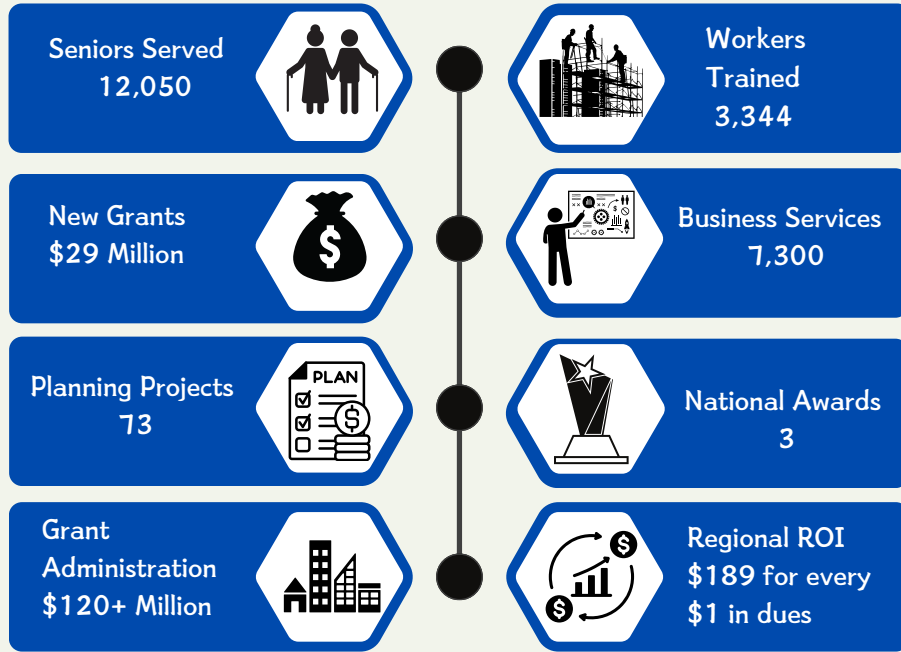 Seniors Served
12,050
Workers
Trained
3,344
New Grants
$29 Million
$
Business Services
7,300
$
Planning Projects
73
PLAN
$
National Awards
3
Grant
Administration
$120+ Million
Regional ROI
$189 for every
$1 in dues
$
$